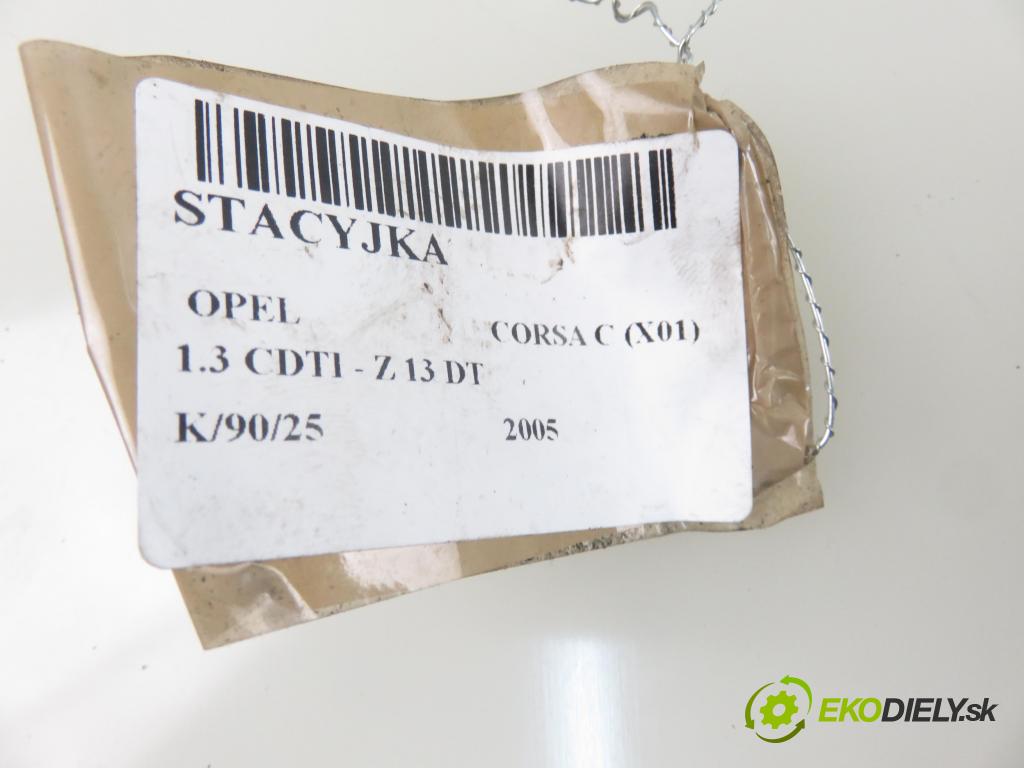 STACYJKA
OPEL CORSA C (X01)
1.3 CDTI - Z 13 DT
K/90/25 2005
EKODIELY.sk